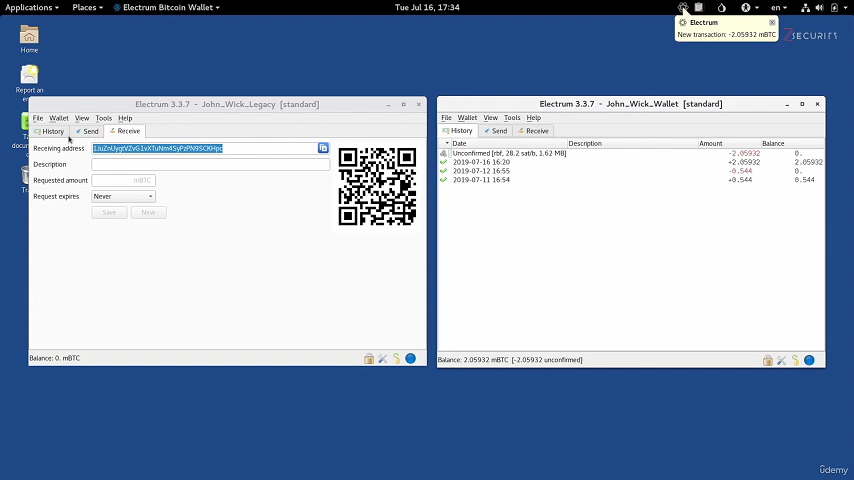 Applications Places Electrum Bitcoin Wallet Tue Jul 16, 17:34 en
Electrum
New transaction: -2.05932 mBTC
ZSECURITY
Home
Report an
Electrum 3.3.7 - John_Wick_Legacy [standard]
File Wallet View Tools Help
History Send Receive
Receiving address 1JuZnUygtVZvG1vXTuNm4SyPzPN9SCKHpc
Description
Requested amount mBTC
Request expires Never
Save New
Balance: 0. mBTC
Electrum 3.3.7 - John_Wick_Wallet [standard]
File Wallet View Tools Help
History Send Receive
Date Description Amount Balance
Unconfirmed [rbf, 28.2 sat/b, 1.62 MB] -2.05932 0.
2019-07-16 16:20 +2.05932 2.05932
2019-07-12 16:55 -0.544 0.
2019-07-11 16:54 +0.544 0.544
Balance: 2.05932 mBTC [-2.05932 unconfirmed]
ûdemy